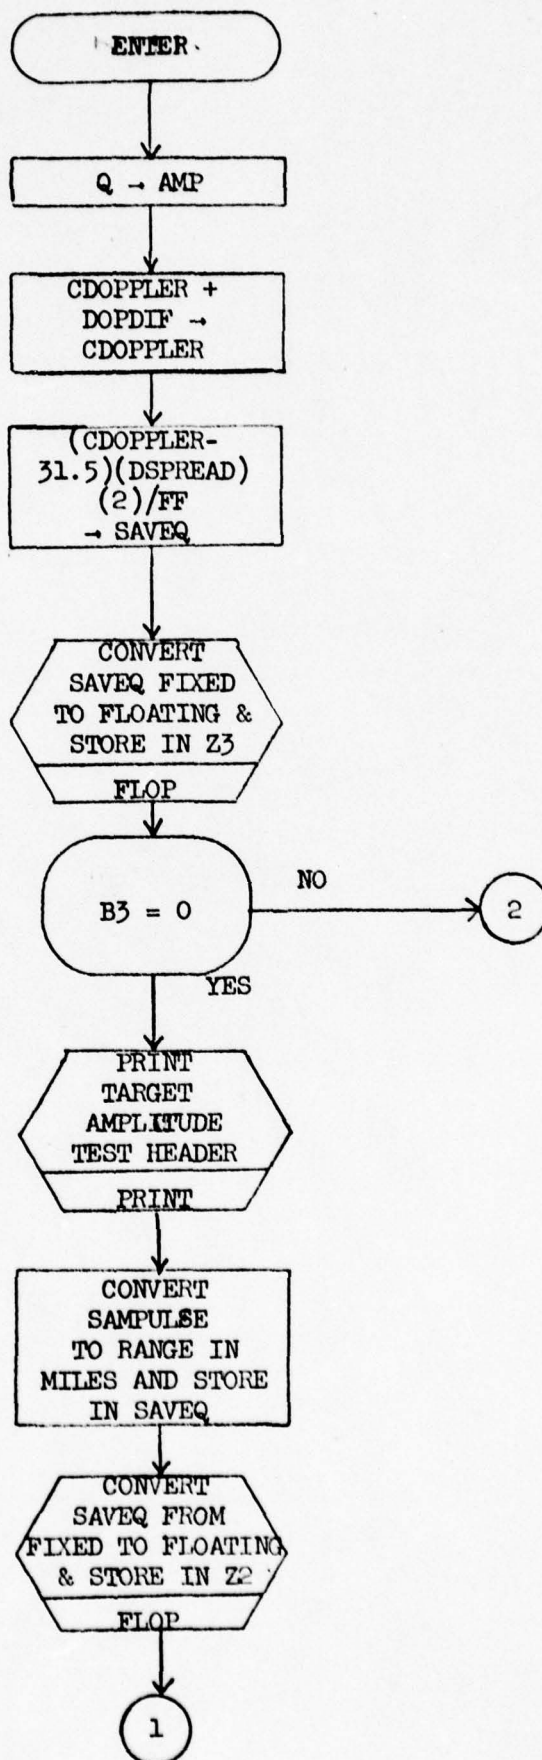 ENTER
Q → AMP
CDOPPLER +
DOPDIF →
CDOPPLER
(CDOPPLER-
31.5)(DSPREAD)
(2)/FF
→ SAVEQ
CONVERT
SAVEQ FIXED
TO FLOATING &
STORE IN Z3
FLOP
B3 = 0
NO
2
YES
PRINT
TARGET
AMPLITUDE
TEST HEADER
PRINT
CONVERT
SAMPULSE
TO RANGE IN
MILES AND STORE
IN SAVEQ
CONVERT
SAVEQ FROM
FIXED TO FLOATING
& STORE IN Z2
FLOP
1